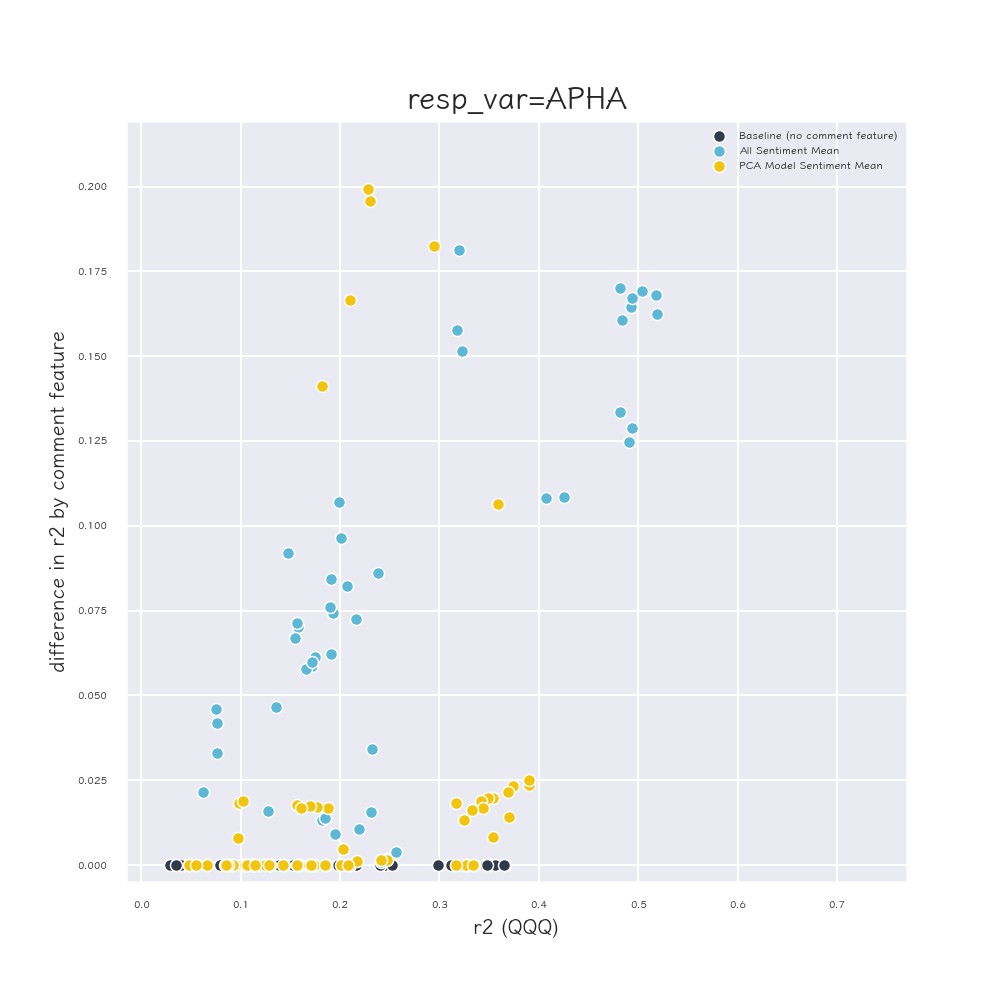 resp_var=APHA
Baseline (no comment feature)
All Sentiment Mean
PCA Model Sentiment Mean
difference in r2 by comment feature
0.200
0.175
0.150
0.125
0.100
0.075
0.050
0.025
0.000
0.0 0.1 0.2 0.3 0.4 0.5 0.6 0.7
r2 (QQQ)